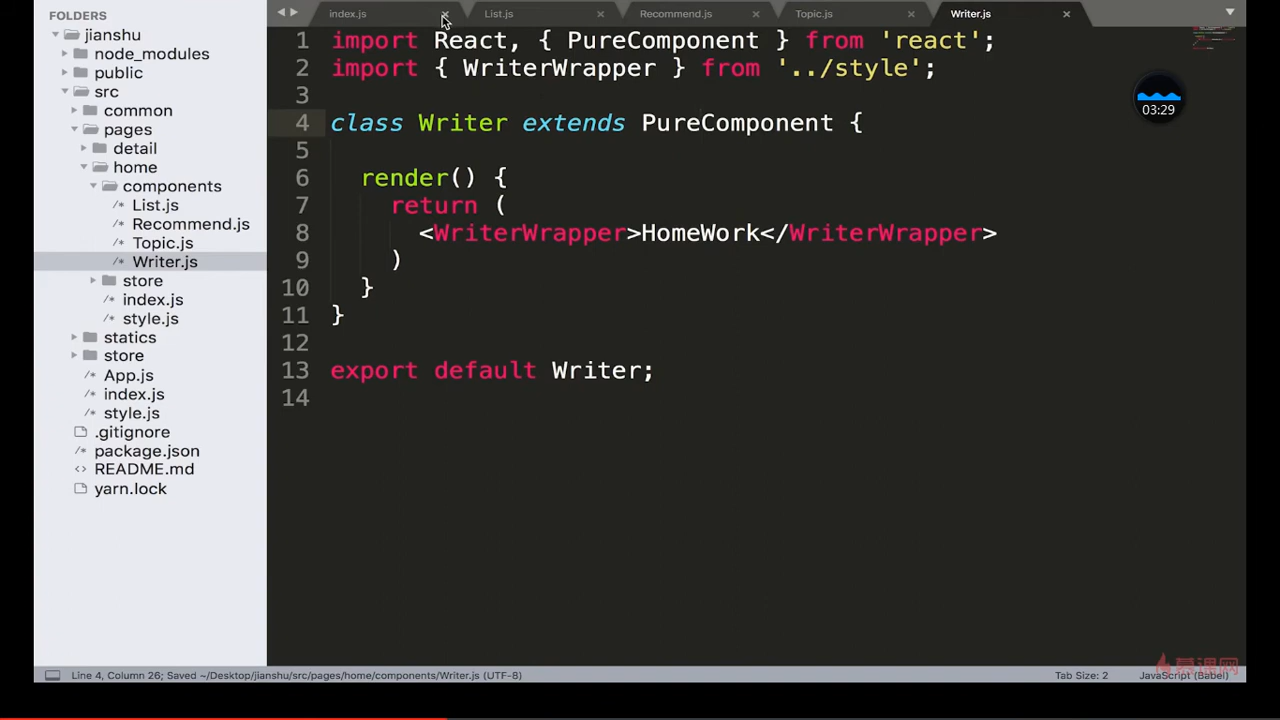 FOLDERS
jianshu
node_modules
public
src
common
pages
detail
home
components
List.js
Recommend.js
Topic.js
Writer.js
store
index.js
style.js
statics
store
App.js
index.js
style.js
.gitignore
package.json
README.md
yarn.lock
index.js
List.js
Recommend.js
Topic.js
Writer.js
1 import React, { PureComponent } from 'react';
2 import { WriterWrapper } from '../style';
3
4 class Writer extends PureComponent {
5
6 render() {
7 return (
8 <WriterWrapper>HomeWork</WriterWrapper>
9 )
10 }
11 }
12
13 export default Writer;
14
03:29
慕课网
Line 4, Column 26; Saved ~/Desktop/jianshu/src/pages/home/components/Writer.js (UTF-8)
Tab Size: 2
JavaScript (Babel)